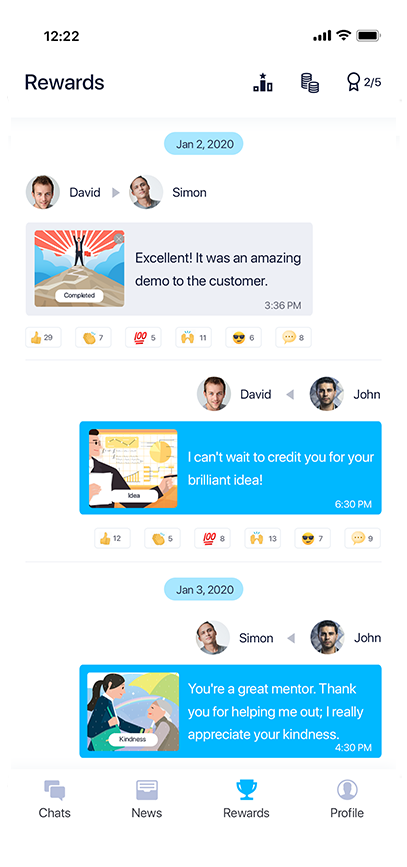 12:22
Rewards
2/5
Jan 2, 2020
David Simon
Excellent! It was an amazing
demo to the customer.
Completed
3:36 PM
29 7 100 5 11 6 8
David John
I can't wait to credit you for your
brilliant idea!
Idea
6:30 PM
12 5 100 8 13 7 9
Jan 3, 2020
Simon John
You're a great mentor. Thank
you for helping me out; I really
appreciate your kindness.
Kindness
4:30 PM
Chats News Rewards Profile